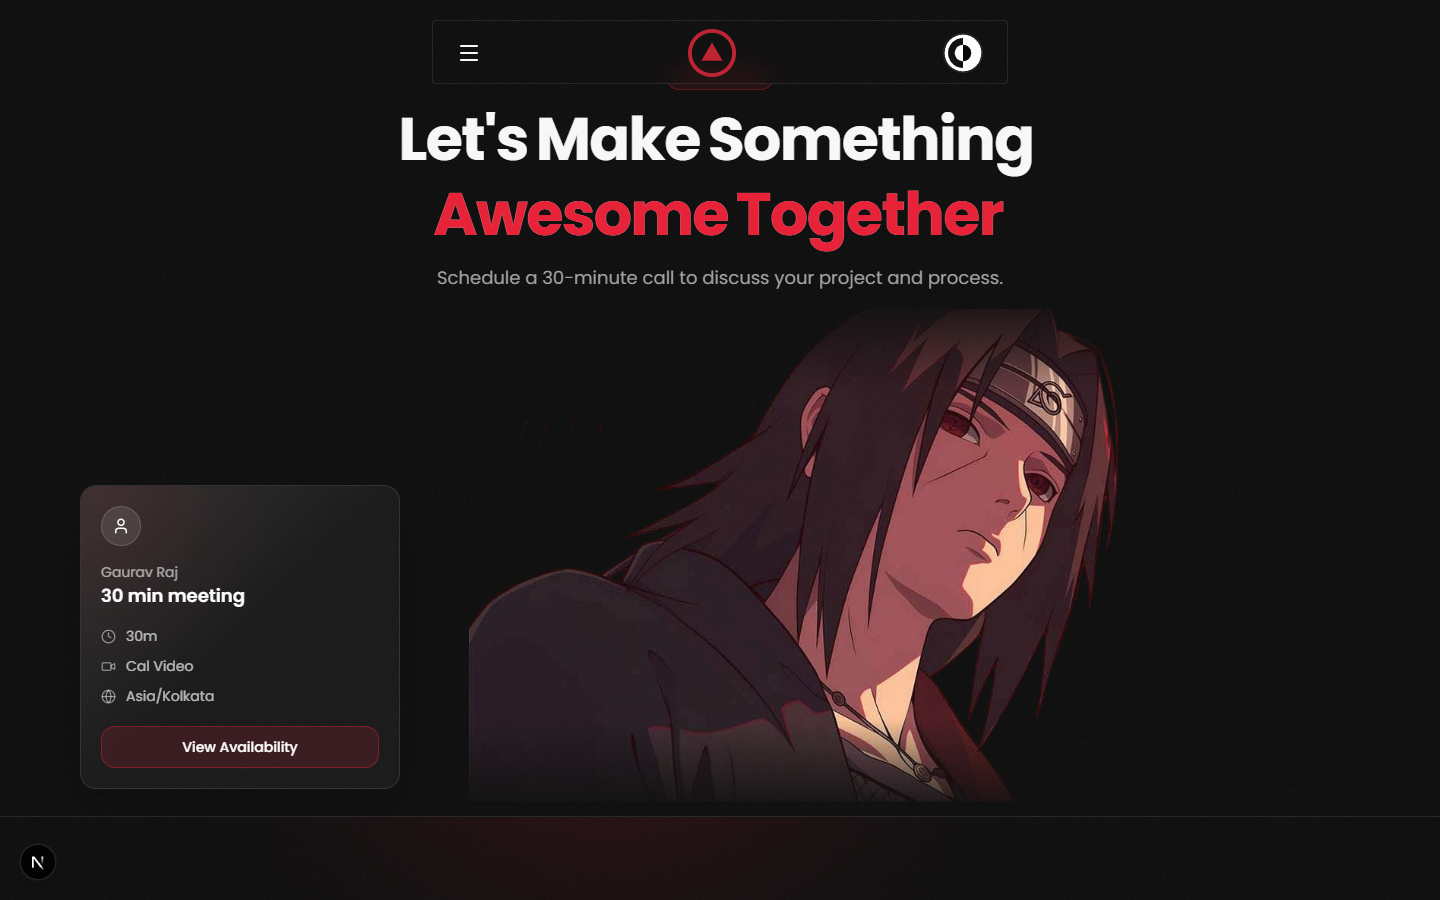 Let's Make Something
Awesome Together
Schedule a 30-minute call to discuss your project and process.
Gaurav Raj
30 min meeting
30m
Cal Video
Asia/Kolkata
View Availability
N